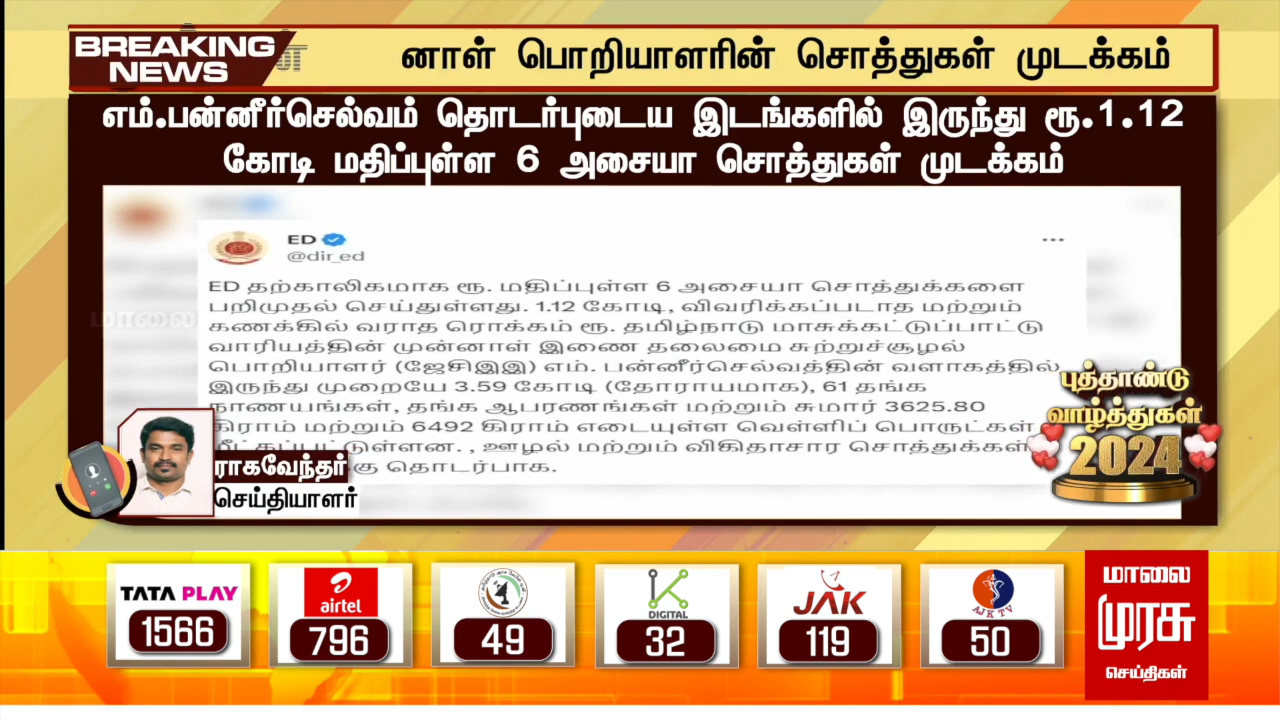 BREAKING
NEWS
னாள் பொறியாளரின் சொத்துகள் முடக்கம்
எம்.பன்னீர்செல்வம் தொடர்புடைய இடங்களில் இருந்து ரூ.1.12
கோடி மதிப்புள்ள 6 அசையா சொத்துகள் முடக்கம்
ED
@dir_ed
ED தற்காலிகமாக ரூ. மதிப்புள்ள 6 அசையா சொத்துக்களை
பறிமுதல் செய்துள்ளது. 1.12 கோடி, விவரிக்கப்படாத மற்றும்
கணக்கில் வராத ரொக்கம் ரூ. தமிழ்நாடு மாசுக்கட்டுப்பாட்டு
வாரியத்தின் முன்னாள் இணை தலைமை சுற்றுச்சூழல்
பொறியாளர் (ஜேசிஇஇ) எம். பன்னீர்செல்வத்தின் வளாகத்தில்
இருந்து முறையே 3.59 கோடி (தோராயமாக), 61 தங்க
நாணயங்கள், தங்க ஆபரணங்கள் மற்றும் சுமார் 3625.80
கிராம் மற்றும் 6492 கிராம் எடையுள்ள வெள்ளிப் பொருட்கள்
, ஊழல் மற்றும் விகிதாசார சொத்துக்கள்
தொடர்பாக.
மாலை
ராகவேந்தர்
செய்தியாளர்
புத்தாண்டு
வாழ்த்துகள்
2024
TATA PLAY
1566
airtel
796
49
DIGITAL
32
JAK
119
AJK TV
50
மாலை
முரசு
செய்திகள்